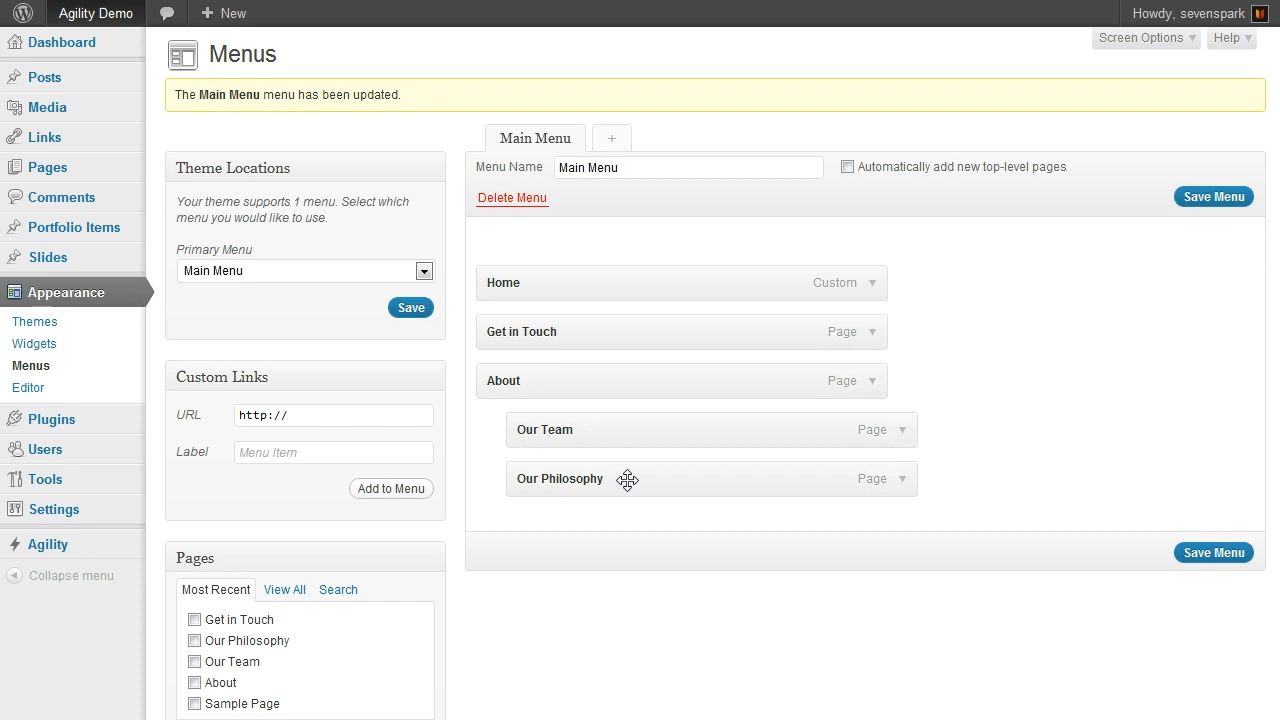 Agility Demo
New
Howdy, sevenspark
Screen Options
Help
Dashboard
Posts
Media
Links
Pages
Comments
Portfolio Items
Slides
Appearance
Themes
Widgets
Menus
Editor
Plugins
Users
Tools
Settings
Agility
Collapse menu
Menus
The Main Menu menu has been updated.
Theme Locations
Your theme supports 1 menu. Select which
menu you would like to use.
Primary Menu
Main Menu
Save
Custom Links
URL
http://
Label
Menu Item
Add to Menu
Pages
Most Recent
View All
Search
Get in Touch
Our Philosophy
Our Team
About
Sample Page
Main Menu
+
Menu Name
Main Menu
Automatically add new top-level pages
Delete Menu
Save Menu
Home Custom
Get in Touch Page
About Page
Our Team Page
Our Philosophy Page
Save Menu